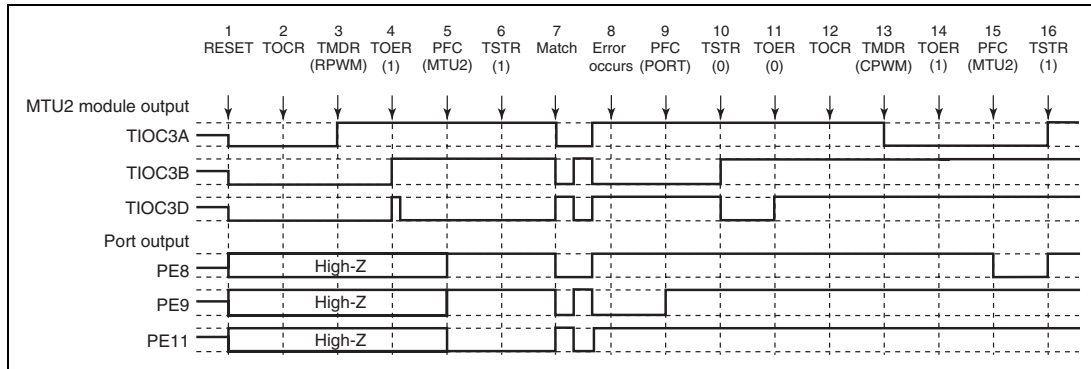 1 2 3 4 5 6 7 8 9 10 11 12 13 14 15 16
RESET TOCR TMDR TOER PFC TSTR Match Error PFC TSTR TOER TOCR TMDR TOER PFC TSTR
(RPWM) (1) (MTU2) (1) occurs (PORT) (0) (0) (CPWM) (1) (MTU2) (1)
MTU2 module output
TIOC3A
TIOC3B
TIOC3D
Port output
PE8 High-Z
PE9 High-Z
PE11 High-Z